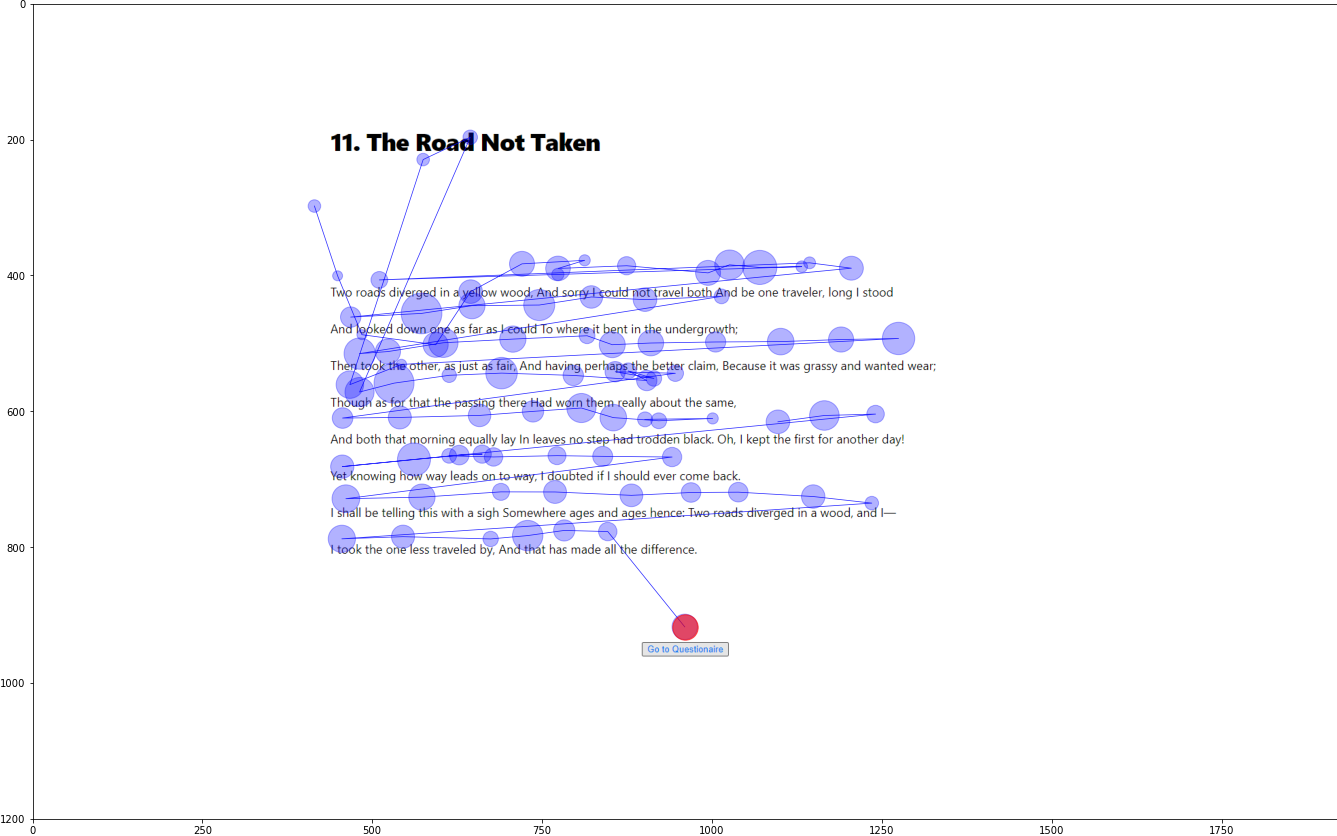 0
200
11. The Road Not Taken
400
Two roads diverged in a yellow wood, And sorry I could not travel both And be one traveler, long I stood
And looked down one as far as I could To where it bent in the undergrowth;
Then took the other, as just as fair, And having perhaps the better claim, Because it was grassy and wanted wear;
Though as for that the passing there Had worn them really about the same,
600
And both that morning equally lay In leaves no step had trodden black. Oh, I kept the first for another day!
Yet knowing how way leads on to way, I doubted if I should ever come back.
I shall be telling this with a sigh Somewhere ages and ages hence: Two roads diverged in a wood, and I—
800
I took the one less traveled by, And that has made all the difference.
Go to Questionaire
1000
1200
0 250 500 750 1000 1250 1500 1750